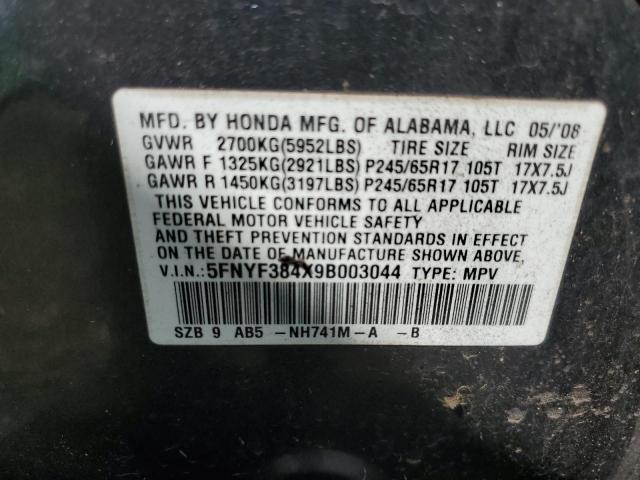 MFD. BY HONDA MFG. OF ALABAMA, LLC 05/'08
GVWR 2700KG(5952LBS) TIRE SIZE RIM SIZE
GAWR F 1325KG(2921LBS) P245/65R17 105T 17X7.5J
GAWR R 1450KG(3197LBS) P245/65R17 105T 17X7.5J
THIS VEHICLE CONFORMS TO ALL APPLICABLE
FEDERAL MOTOR VEHICLE SAFETY
AND THEFT PREVENTION STANDARDS IN EFFECT
ON THE DATE OF MANUFACTURE SHOWN ABOVE.
V.I.N.:5FNYF384X9B003044 TYPE: MPV
SZB 9 AB5 -NH741M-A -B